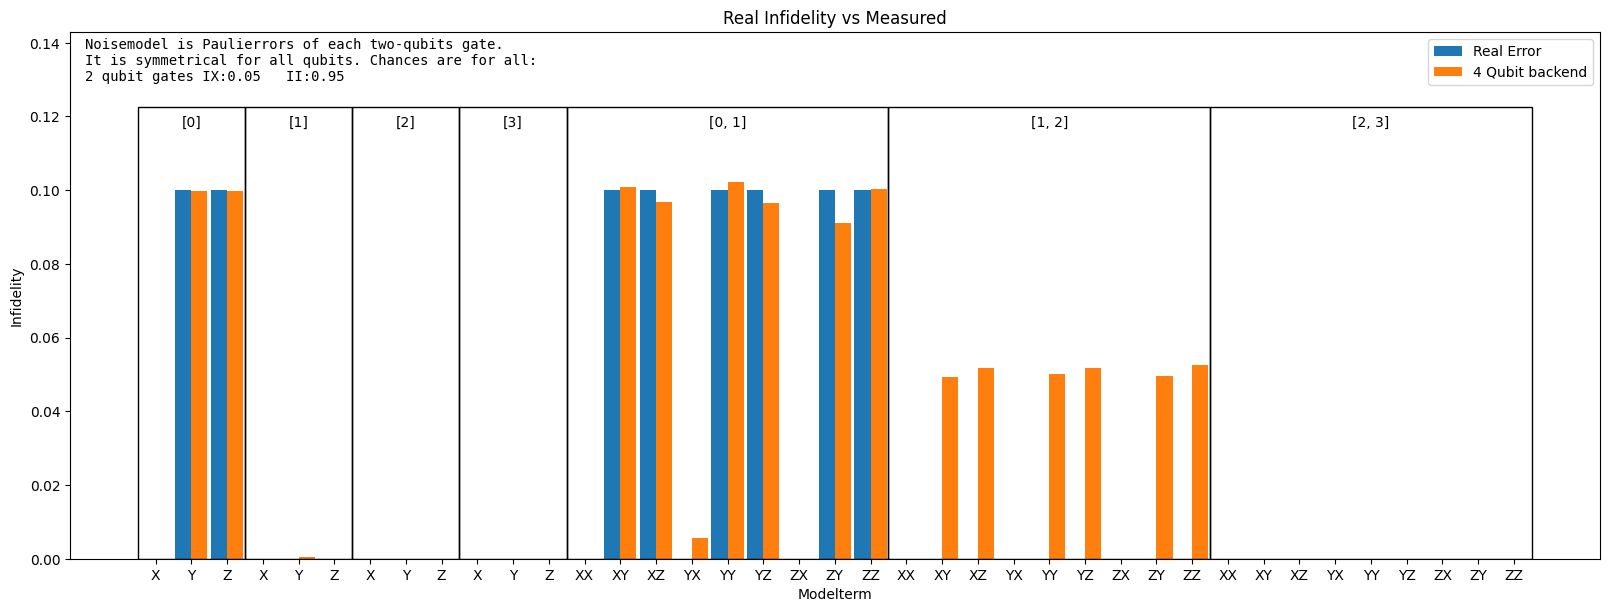 Real Infidelity vs Measured
Noisemodel is Paulierrors of each two-qubits gate.
It is symmetrical for all qubits. Chances are for all:
2 qubit gates IX:0.05   II:0.95
Real Error
4 Qubit backend
[0] [1] [2] [3] [0, 1] [1, 2] [2, 3]
0.14
0.12
0.10
0.08
0.06
0.04
0.02
0.00
Infidelity
X Y Z X Y Z X Y Z X Y Z XX XY XZ YX YY YZ ZX ZY ZZ XX XY XZ YX YY YZ ZX ZY ZZ XX XY XZ YX YY YZ ZX ZY ZZ
Modelterm